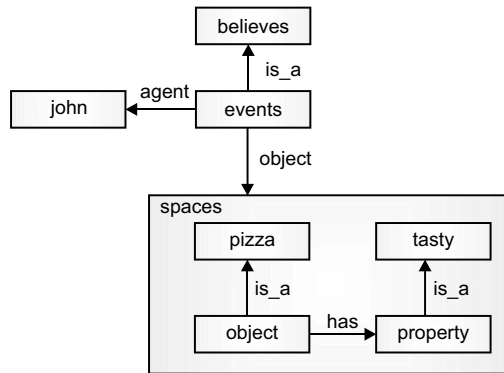 believes
is_a
agent
john
events
object
spaces
pizza
tasty
is_a
is_a
has
object
property